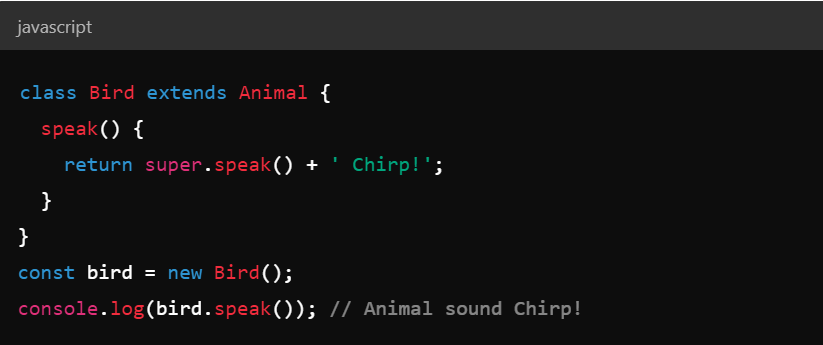 javascript
class Bird extends Animal {
  speak() {
    return super.speak() + ' Chirp!';
  }
}
const bird = new Bird();
console.log(bird.speak()); // Animal sound Chirp!